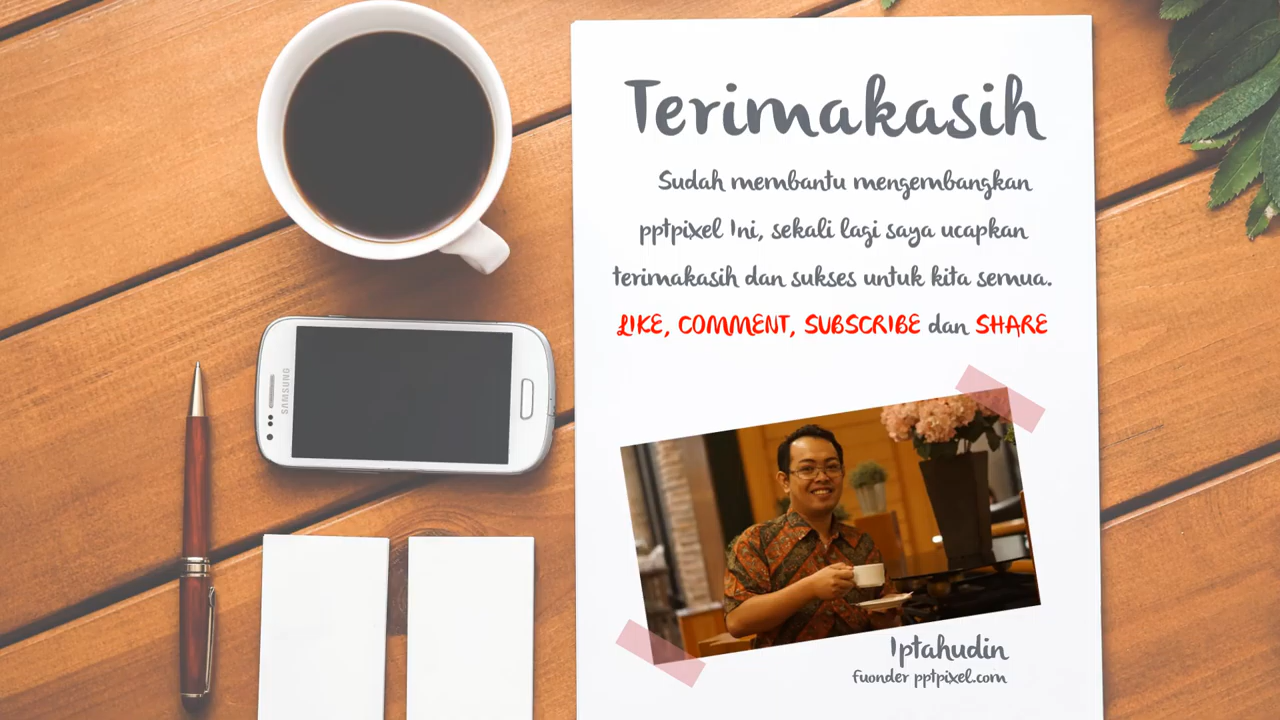 Terimakasih
Sudah membantu mengembangkan
pptpixel Ini, sekali lagi saya ucapkan
terimakasih dan sukses untuk kita semua.
LIKE, COMMENT, SUBSCRIBE dan SHARE
SAMSUNG
Iptahudin
Fuonder pptpixel.com